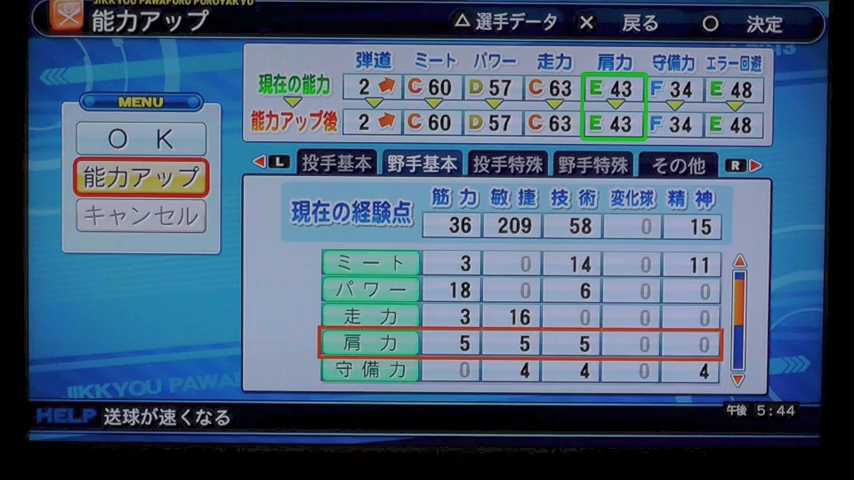 JIKKYOU PAWAFURU PUROYAKYU
能力アップ
△選手データ ✕ 戻る ○ 決定
弾道 ミート パワー 走力 肩力 守備力 エラー回避
現在の能力 2 C 60 D 57 C 63 E 43 F 34 E 48
能力アップ後 2 C 60 D 57 C 63 E 43 F 34 E 48
MENU
OK
能力アップ
キャンセル
L 投手基本 野手基本 投手特殊 野手特殊 その他 R
筋力 敏捷 技術 変化球 精神
現在の経験点 36 209 58 0 15
ミート 3 0 14 0 11
パワー 18 0 6 0 0
走力 3 16 0 0 0
肩力 5 5 5 0 0
守備力 0 4 4 0 4
JIKKYOU PAWAF
HELP 送球が速くなる
午後 5:44